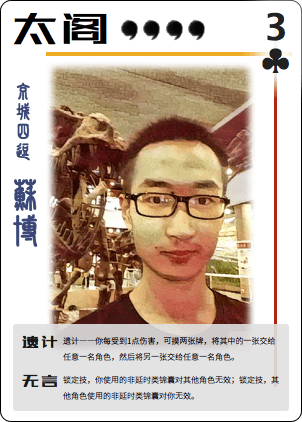 太阁
3
京城四逗
蘇博
速计 遗计——你每受到1点伤害，可摸两张牌，将其中的一张交给
任意一名角色，然后将另一张交给任意一名角色。
无言 锁定技，你使用的非延时类锦囊对其他角色无效；锁定技，其
他角色使用的非延时类锦囊对你无效。